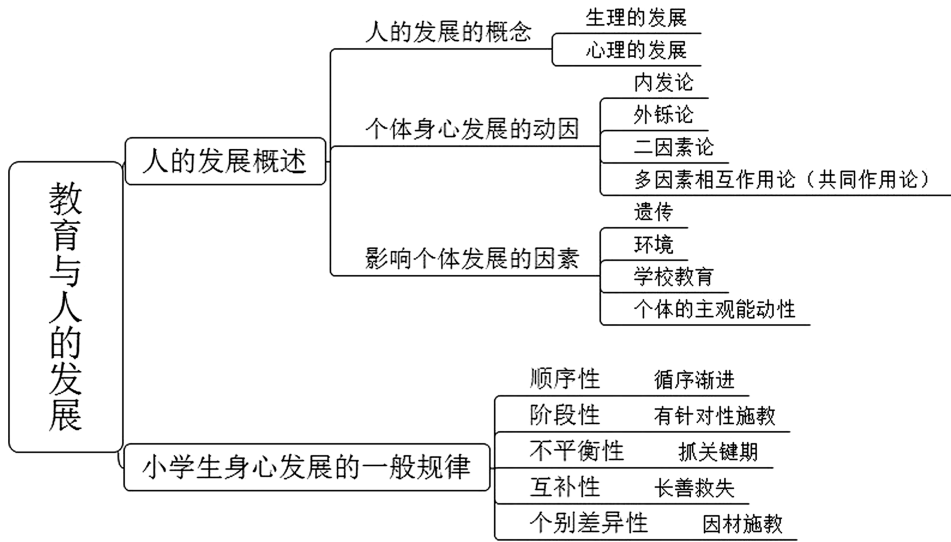 教育与人的发展
人的发展概述
人的发展的概念
生理的发展
心理的发展
个体身心发展的动因
内发论
外铄论
二因素论
多因素相互作用论（共同作用论）
影响个体发展的因素
遗传
环境
学校教育
个体的主观能动性
小学生身心发展的一般规律
顺序性 循序渐进
阶段性 有针对性施教
不平衡性 抓关键期
互补性 长善救失
个别差异性 因材施教